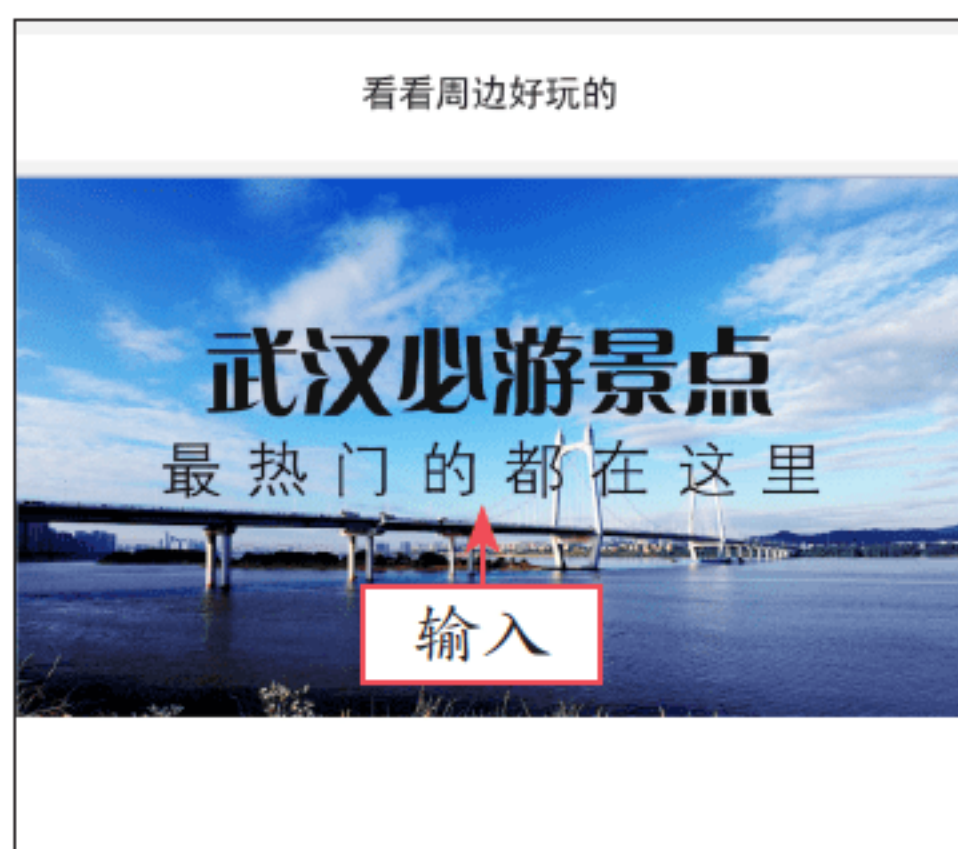 看看周边好玩的
武汉必游景点
最热门的都在这里
输入